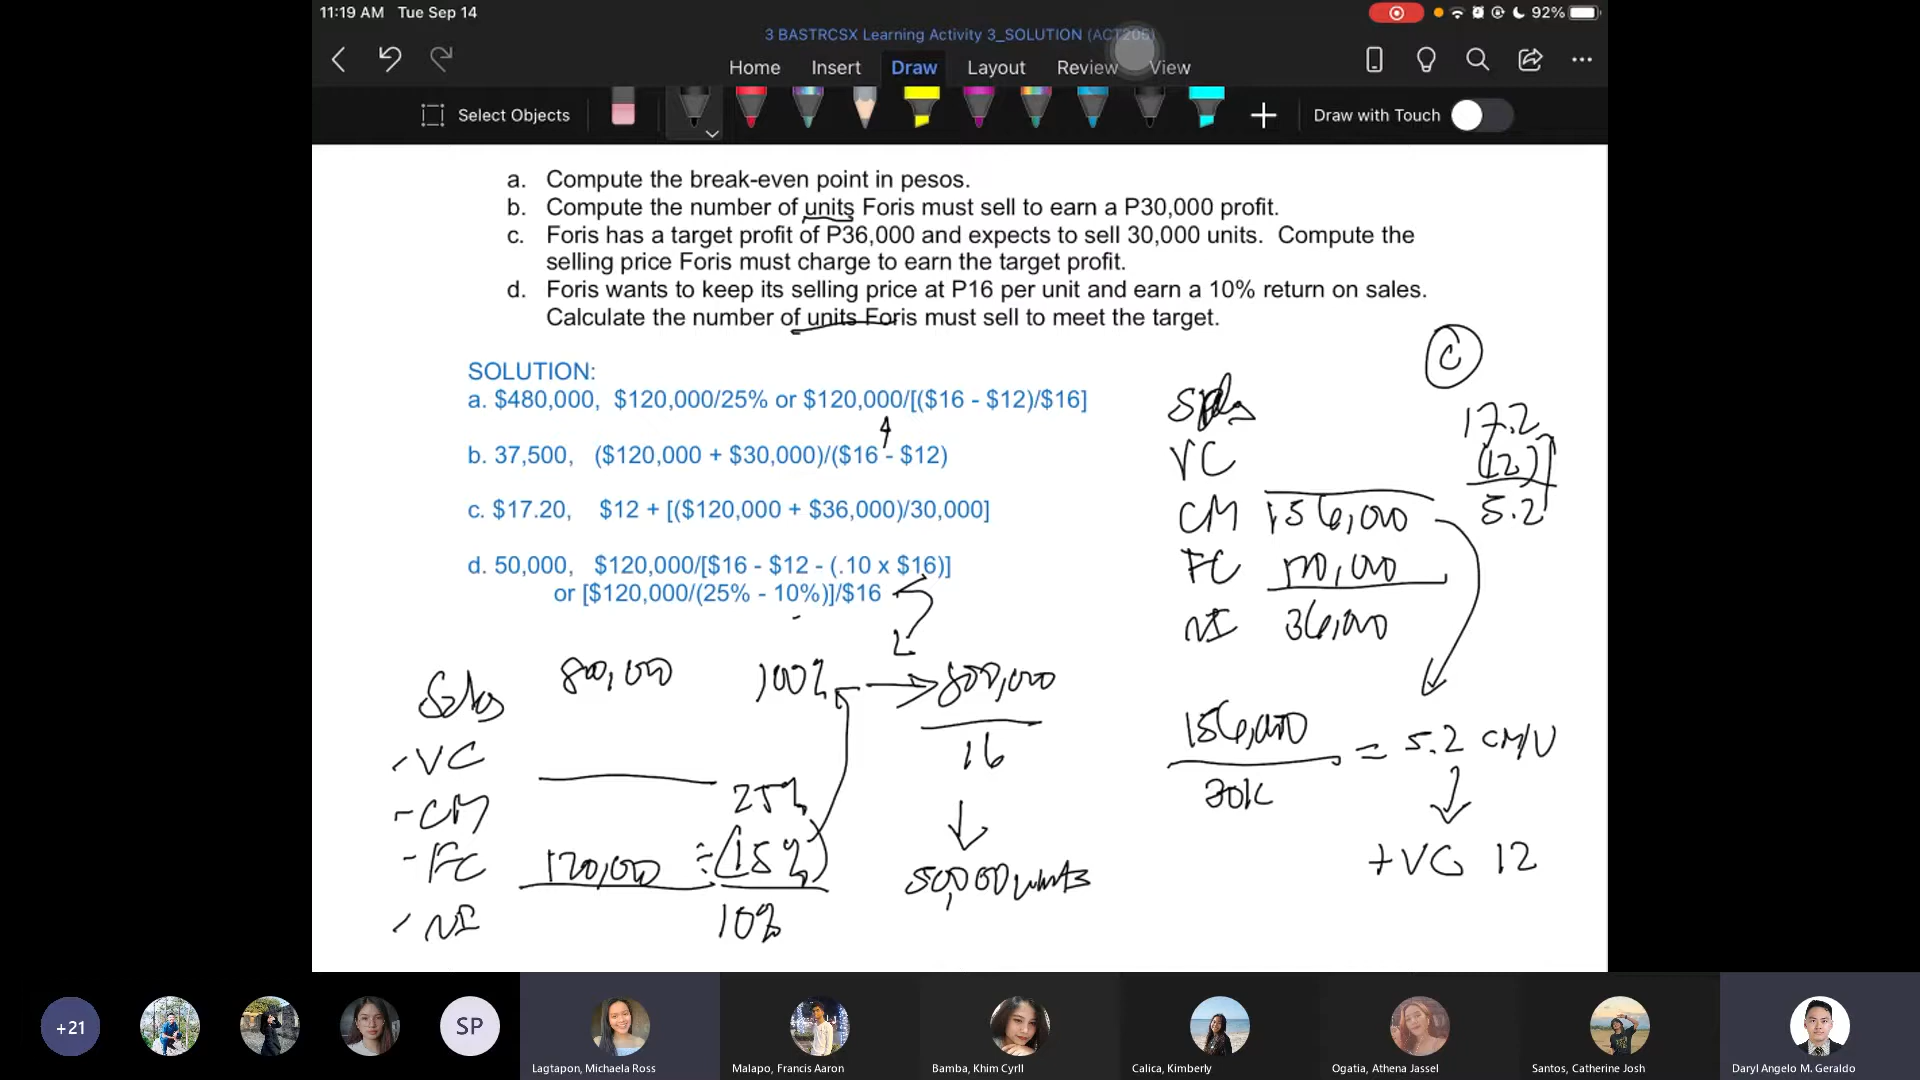 11:19 AM Tue Sep 14
92%
3 BASTRCSX Learning Activity 3_SOLUTION (ACT205)
Home Insert Draw Layout Review View
Select Objects
Draw with Touch
a. Compute the break-even point in pesos.
b. Compute the number of units Foris must sell to earn a P30,000 profit.
c. Foris has a target profit of P36,000 and expects to sell 30,000 units. Compute the
selling price Foris must charge to earn the target profit.
d. Foris wants to keep its selling price at P16 per unit and earn a 10% return on sales.
Calculate the number of units Foris must sell to meet the target.
SOLUTION:
a. $480,000, $120,000/25% or $120,000/[($16 - $12)/$16]
4
b. 37,500, ($120,000 + $30,000)/($16 - $12)
c. $17.20, $12 + [($120,000 + $36,000)/30,000]
d. 50,000, $120,000/[$16 - $12 - (.10 x $16)]
or [$120,000/(25% - 10%)]/$16
C
Sales
VC
CM 156,000
FC 120,000
NI 36,000
17.2
(12)
5.2
156,000
30K
= 5.2 CM/U
+VC 12
Sales 800,000 100% 800,000
16
50,000 units
- VC
- CM 25%
- FC 120,000 ÷ (15%)
- NI 10%
+21
SP
Lagtapon, Michaela Ross
Malapo, Francis Aaron
Bamba, Khim Cyrll
Calica, Kimberly
Ogatia, Athena Jassel
Santos, Catherine Josh
Daryl Angelo M. Geraldo